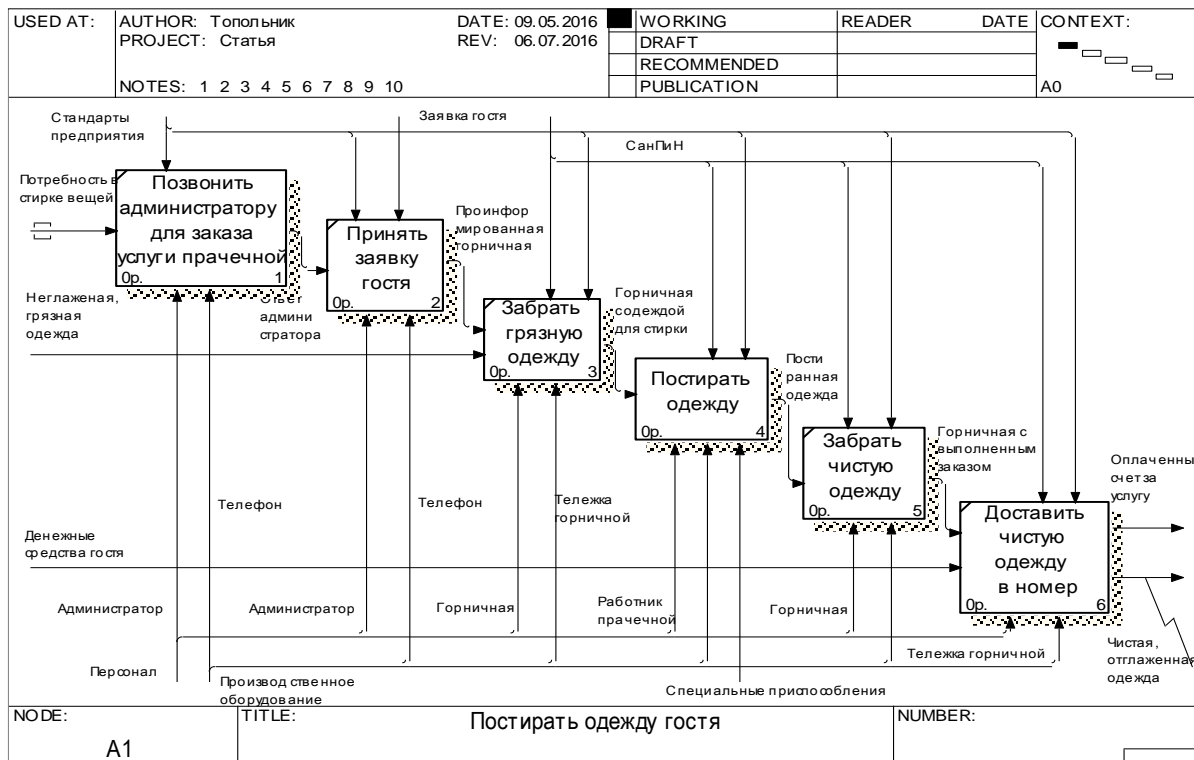 USED AT:
AUTHOR: Топольник
DATE: 09.05.2016
WORKING
READER
DATE
CONTEXT:
PROJECT: Статья
REV: 06.07.2016
DRAFT
RECOMMENDED
NOTES: 1 2 3 4 5 6 7 8 9 10
PUBLICATION
A0
Стандарты
предприятия
Заявка гостя
СанПиН
Потребность в
стирке вещей
Позвонить
администратору
для заказа
услуги прачечной
0р.
1
Ответ
админи
стратора
Принять
заявку
гостя
0р.
2
Проинфор
мированная
горничная
Неглаженая,
грязная
одежда
Забрать
грязную
одежду
0р.
3
Горничная
с одеждой
для стирки
Постирать
одежду
0р.
4
Пости
ранная
одежда
Забрать
чистую
одежду
0р.
5
Горничная с
выполненным
заказом
Доставить
чистую
одежду
в номер
0р.
6
Оплаченны
счет за
услугу
Телефон
Телефон
Тележка
горничной
Денежные
средства гостя
Администратор
Администратор
Горничная
Работник
прачечной
Горничная
Тележка горничной
Чистая,
отглаженная
одежда
Персонал
Производственное
оборудование
Специальные приспособления
NODE:
TITLE:
Постирать одежду гостя
NUMBER:
A1